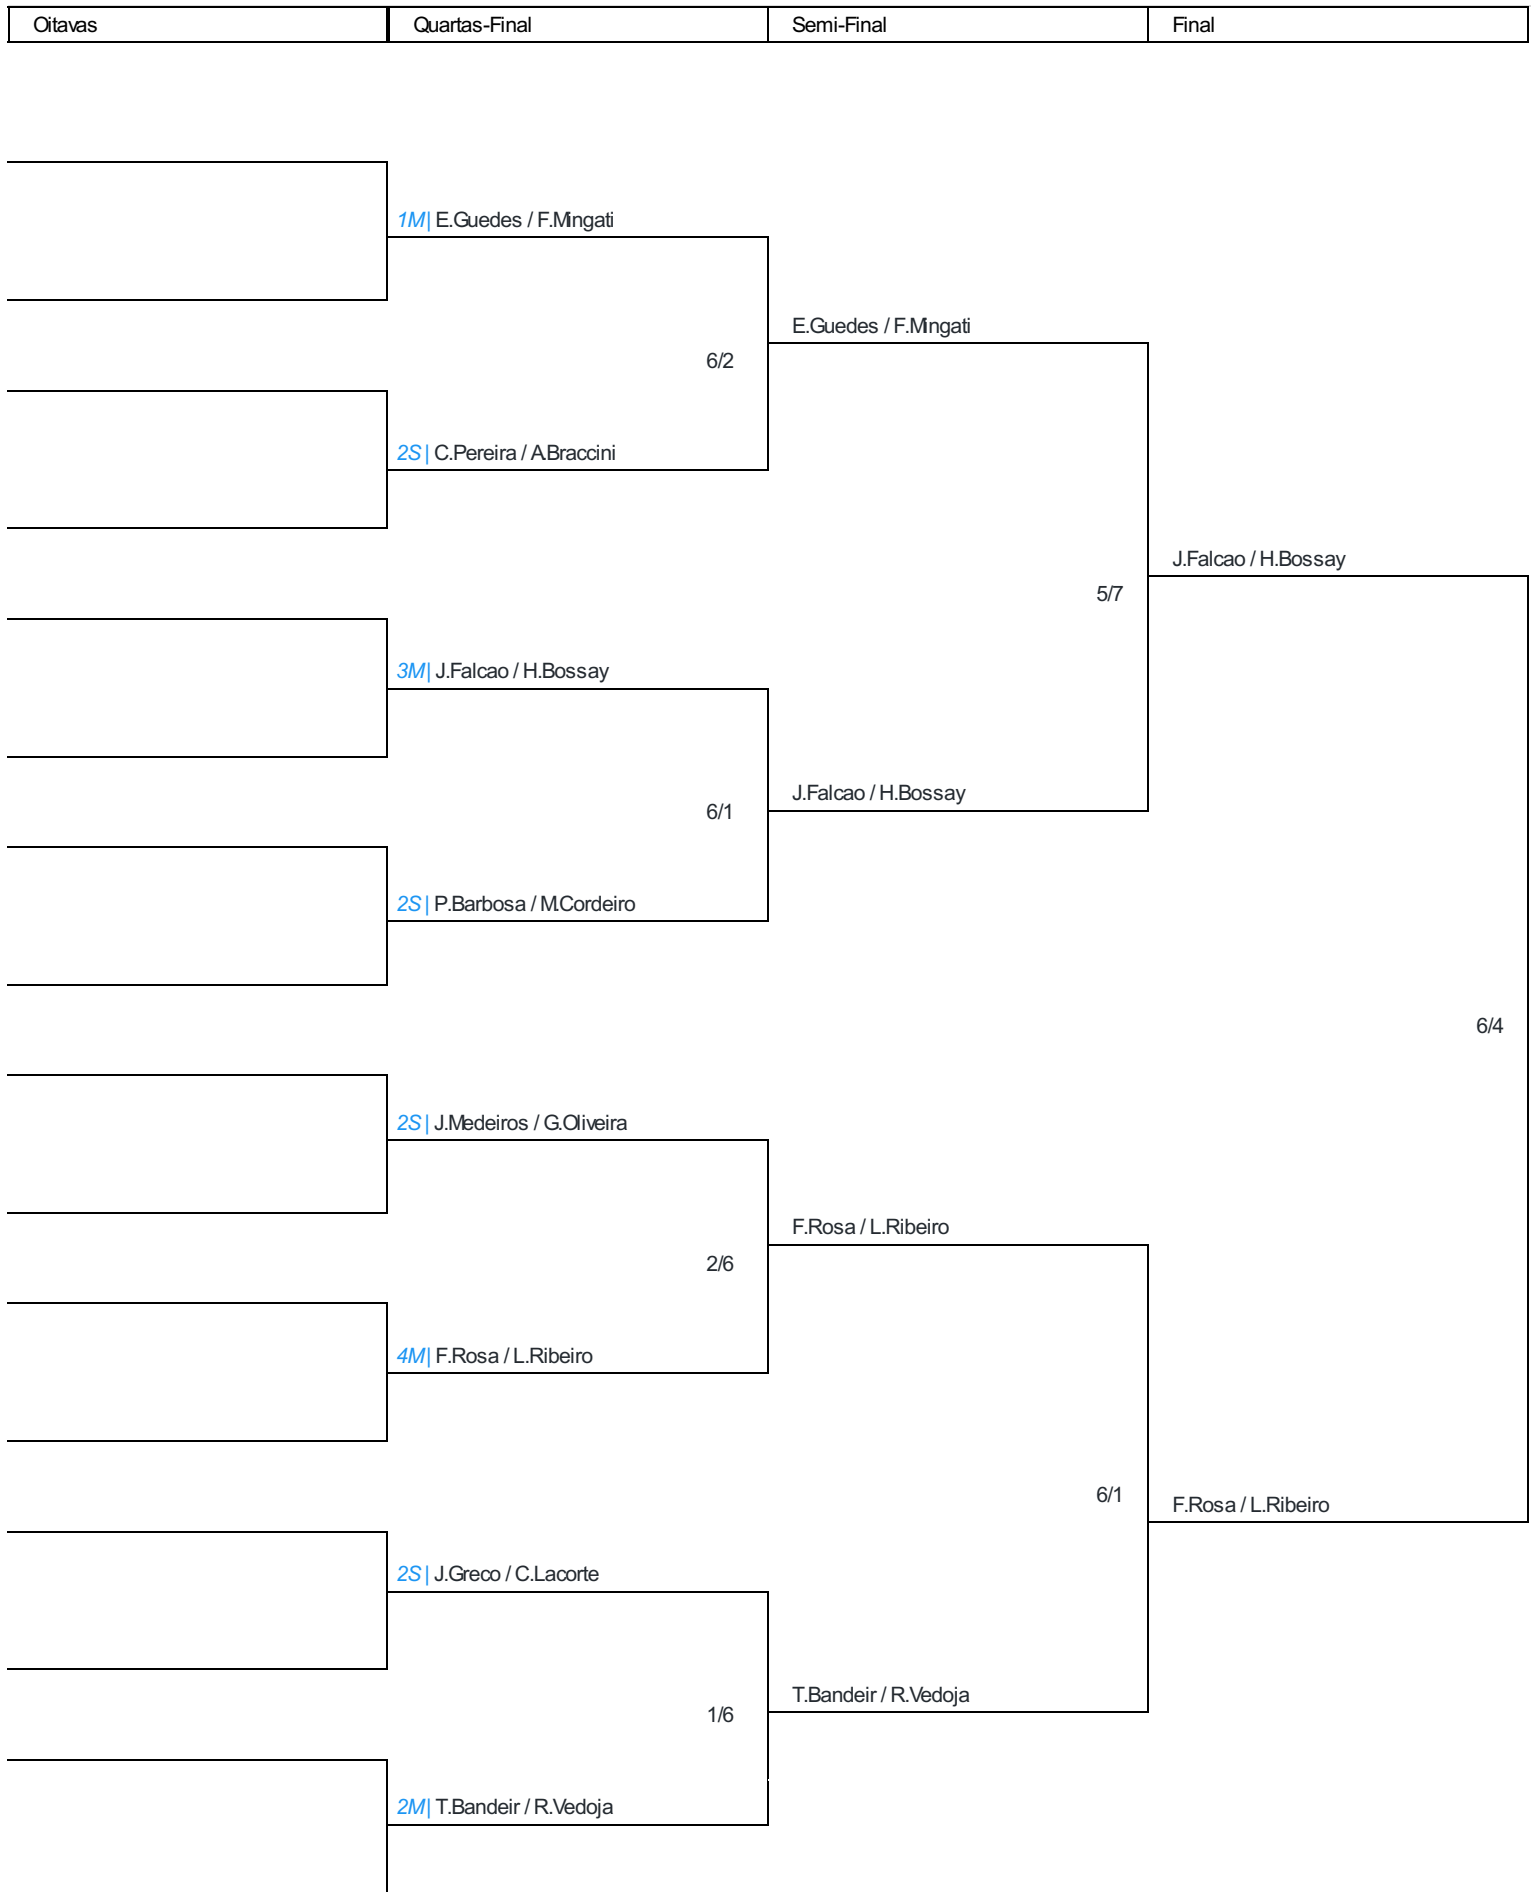 Oitavas Quartas-Final Semi-Final Final
1M| E.Guedes / F.Mingati
E.Guedes / F.Mingati
6/2
2S| C.Pereira / A.Braccini
J.Falcao / H.Bossay
5/7
3M| J.Falcao / H.Bossay
J.Falcao / H.Bossay
6/1
2S| P.Barbosa / M.Cordeiro
6/4
2S| J.Medeiros / G.Oliveira
F.Rosa / L.Ribeiro
2/6
4M| F.Rosa / L.Ribeiro
6/1
F.Rosa / L.Ribeiro
2S| J.Greco / C.Lacorte
T.Bandeir / R.Vedoja
1/6
2M| T.Bandeir / R.Vedoja